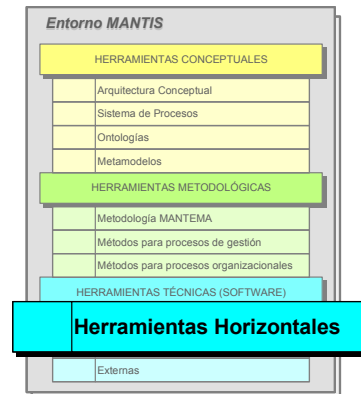 Entorno MANTIS
HERRAMIENTAS CONCEPTUALES
Arquitectura Conceptual
Sistema de Procesos
Ontologías
Metamodelos
HERRAMIENTAS METODOLÓGICAS
Metodología MANTEMA
Métodos para procesos de gestión
Métodos para procesos organizacionales
HERRAMIENTAS TÉCNICAS (SOFTWARE)
Herramientas Horizontales
Externas